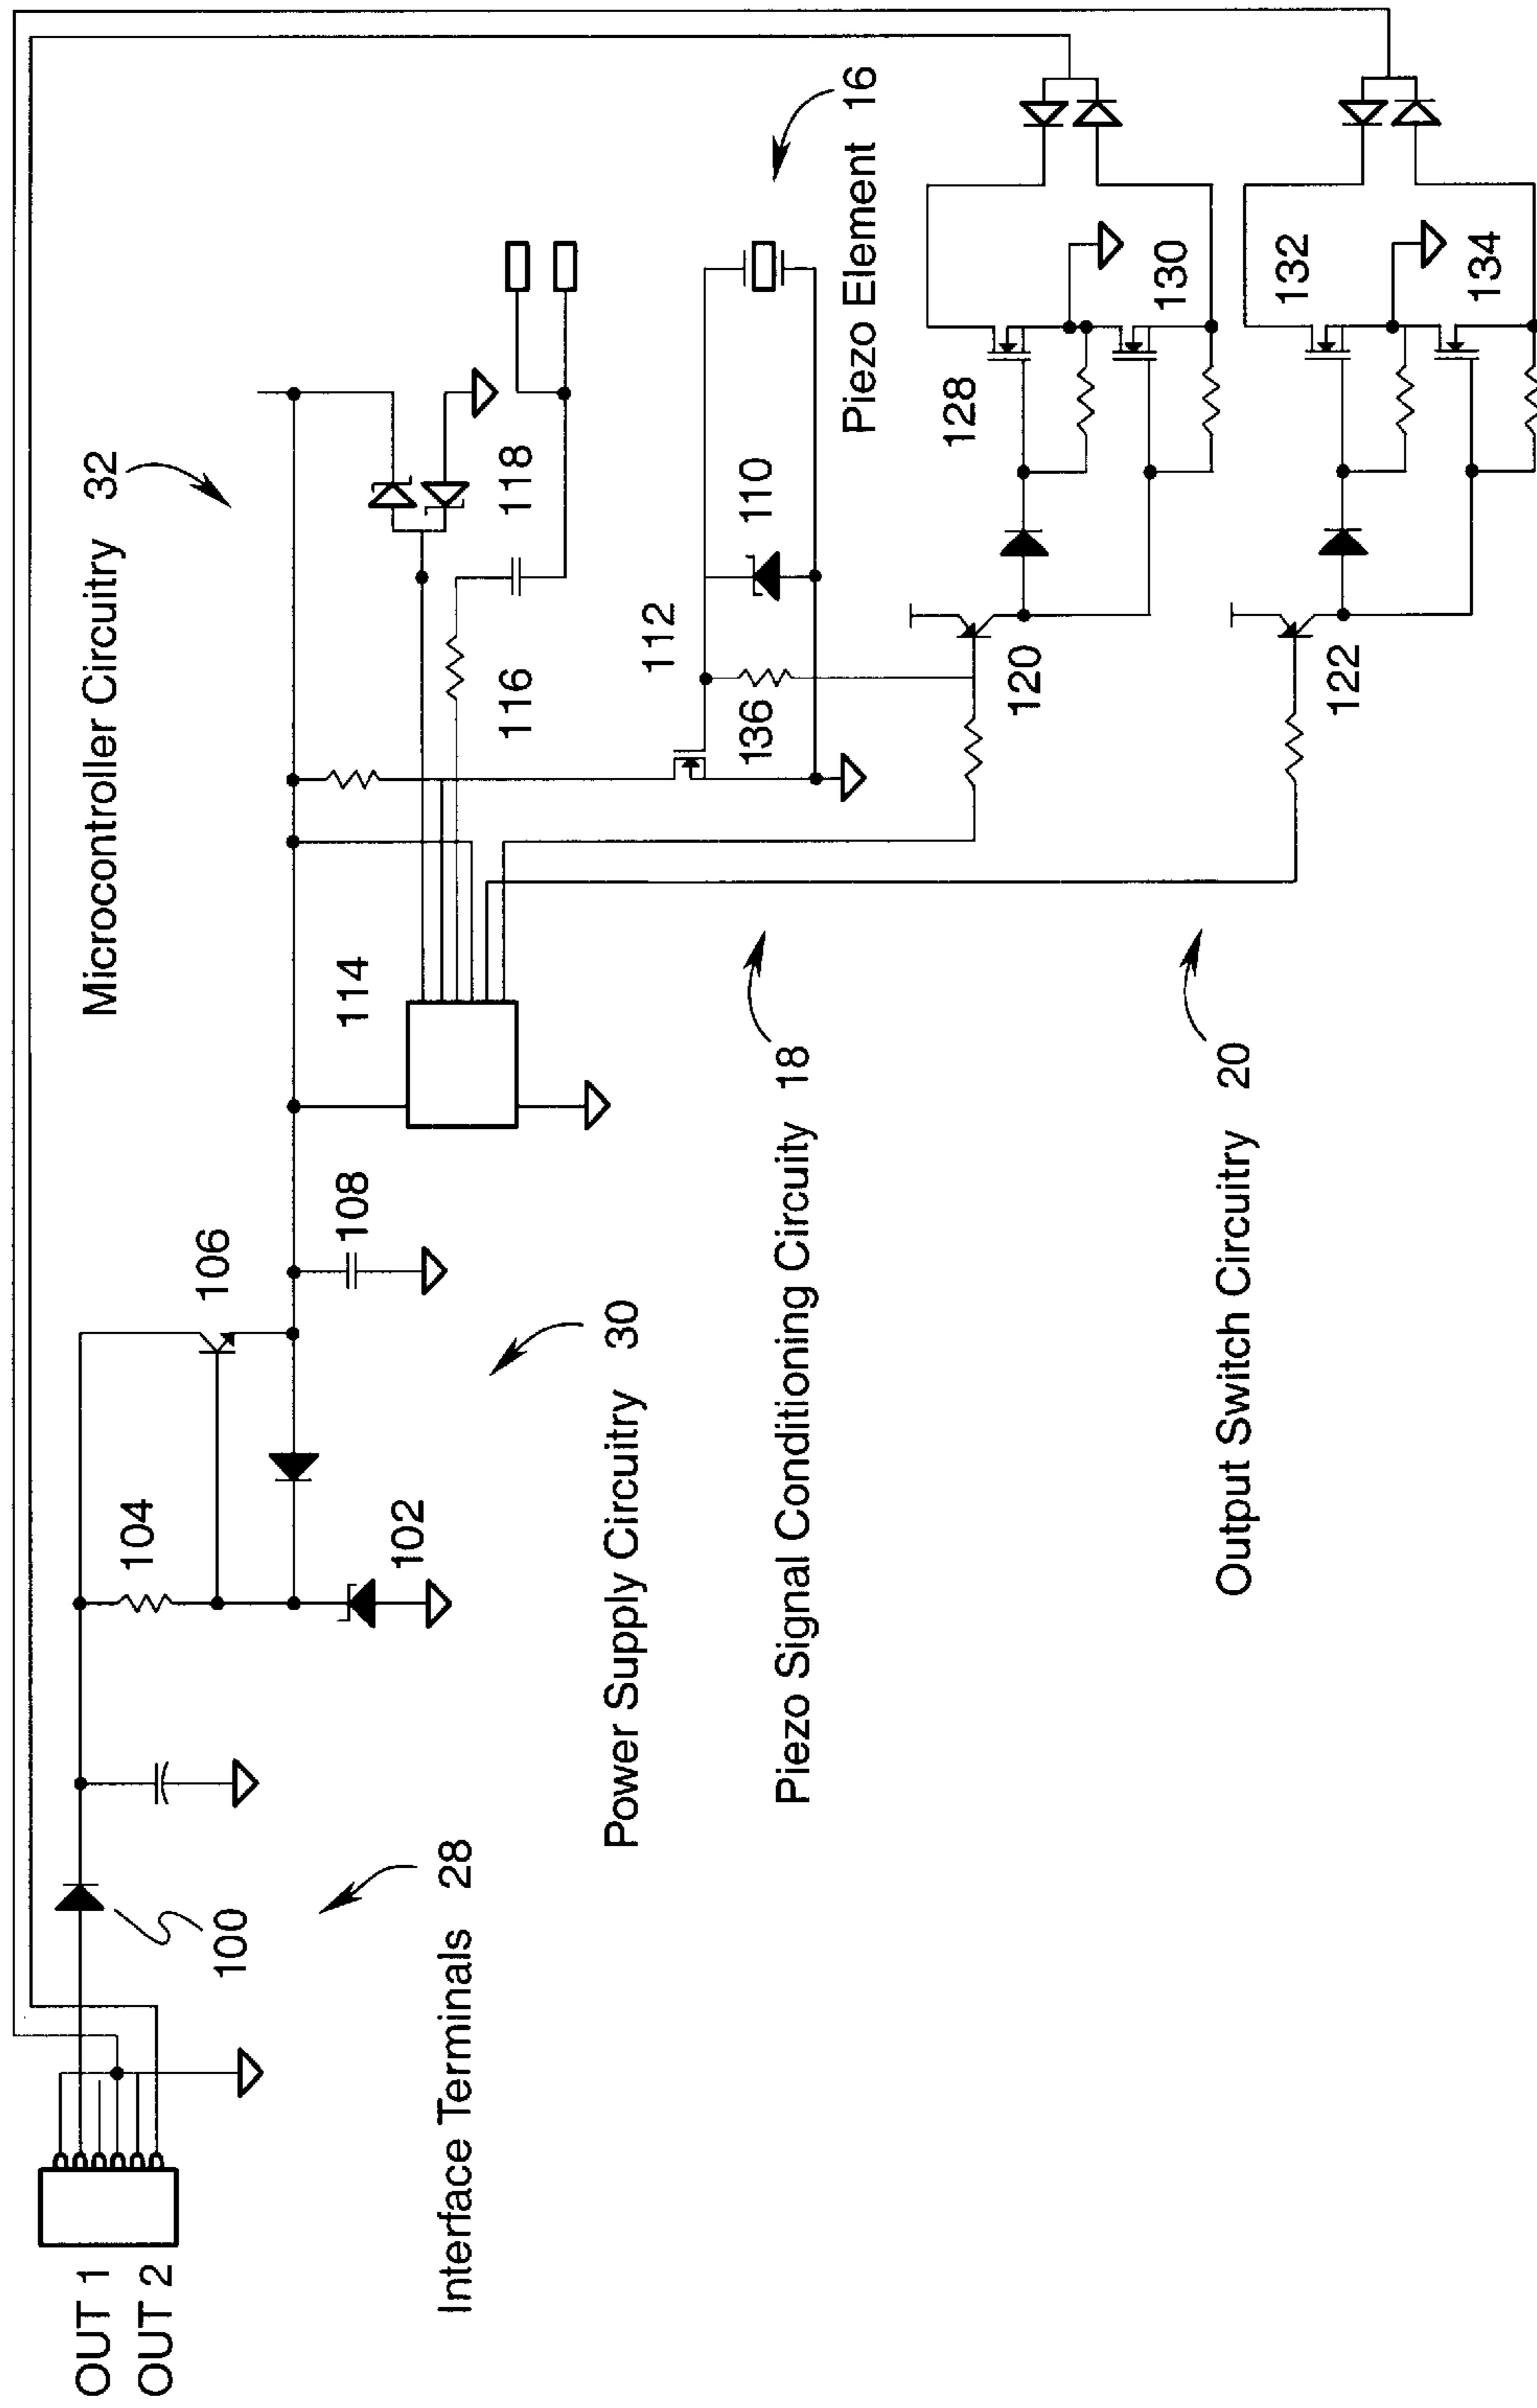 OUT 1
OUT 2
100
Interface Terminals 28
104
102
106
108
Power Supply Circuitry 30
114
Microcontroller Circuitry 32
116
118
112
110
136
Piezo Element 16
Piezo Signal Conditioning Circuity 18
120
122
128
130
132
134
Output Switch Circuitry 20